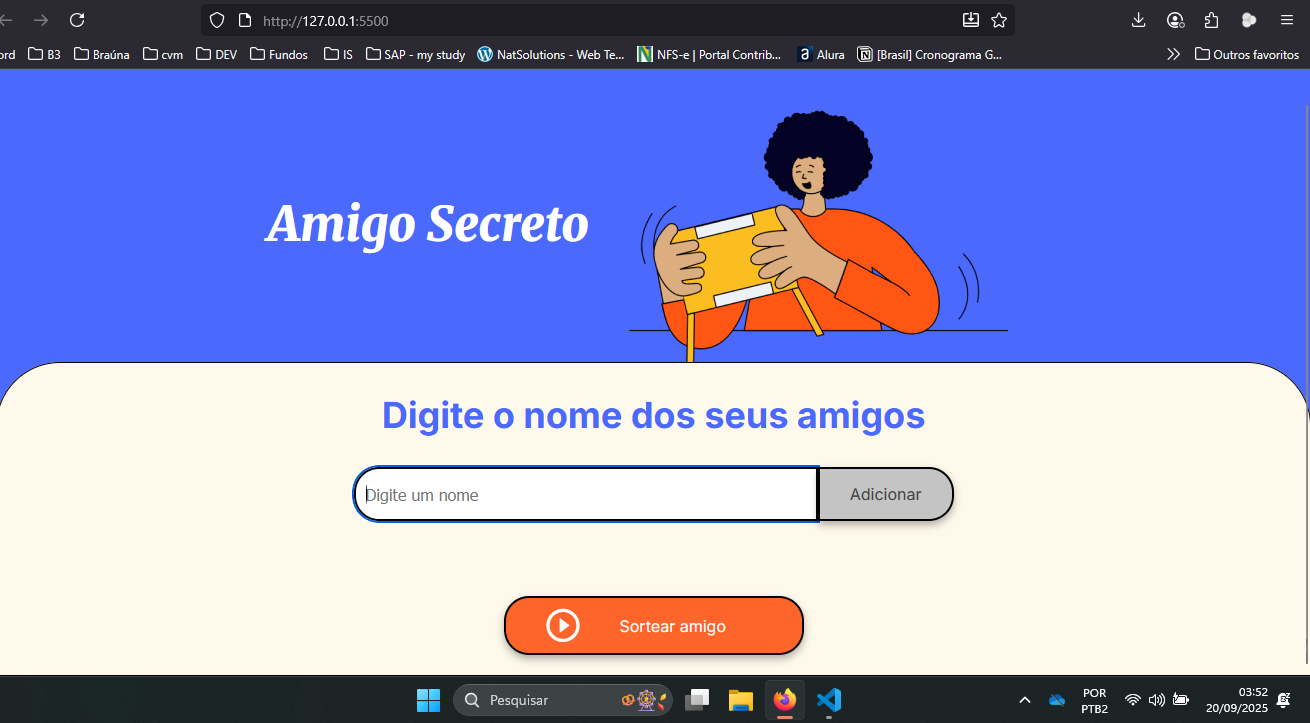 http://127.0.0.1:5500
ord B3 Braúna cvm DEV Fundos IS SAP - my study NatSolutions - Web Te... NFS-e | Portal Contrib... a Alura [Brasil] Cronograma G... Outros favoritos
Amigo Secreto
Digite o nome dos seus amigos
Digite um nome Adicionar
Sortear amigo
Pesquisar
POR 03:52
PTB2 20/09/2025